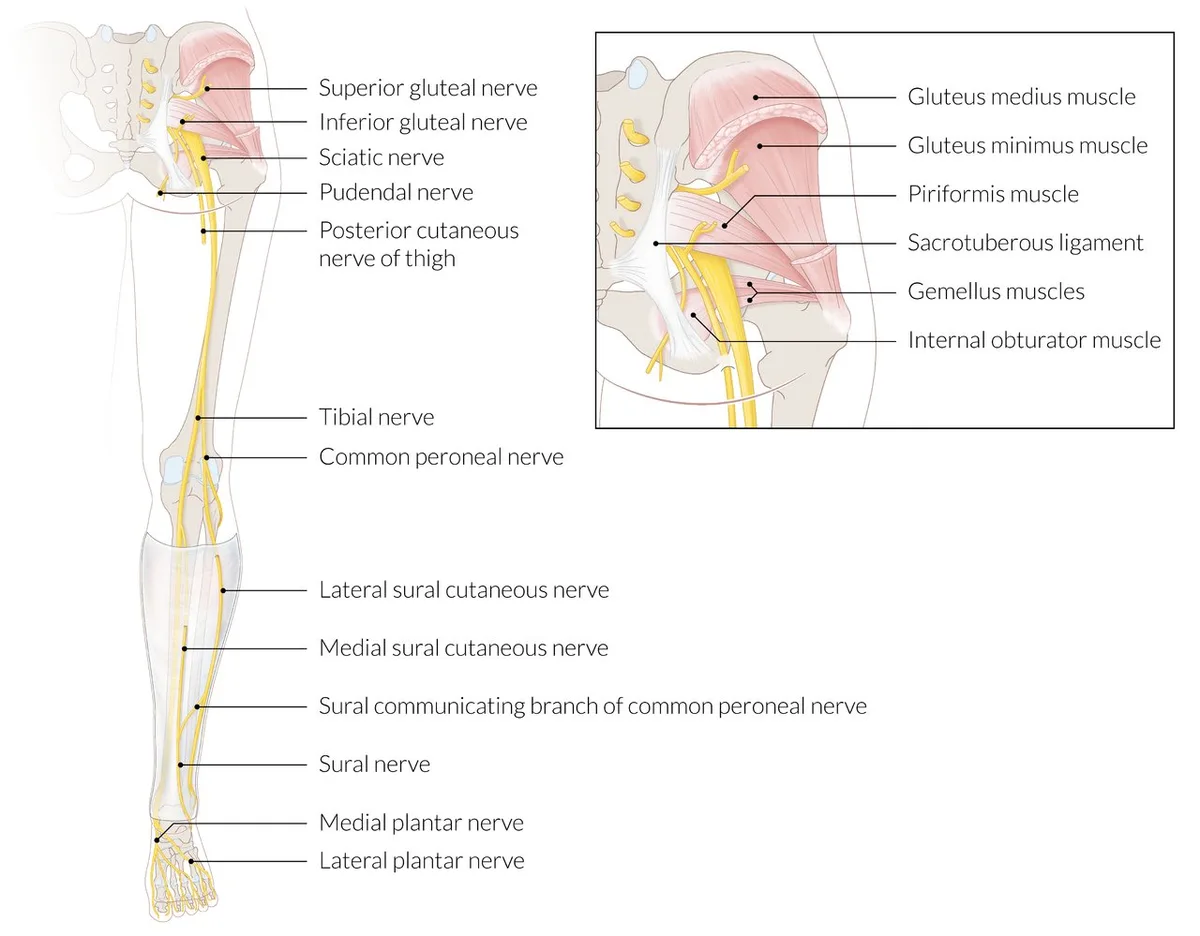 Superior gluteal nerve
Inferior gluteal nerve
Sciatic nerve
Pudendal nerve
Posterior cutaneous
nerve of thigh
Tibial nerve
Common peroneal nerve
Lateral sural cutaneous nerve
Medial sural cutaneous nerve
Sural communicating branch of common peroneal nerve
Sural nerve
Medial plantar nerve
Lateral plantar nerve
Gluteus medius muscle
Gluteus minimus muscle
Piriformis muscle
Sacrotuberous ligament
Gemellus muscles
Internal obturator muscle